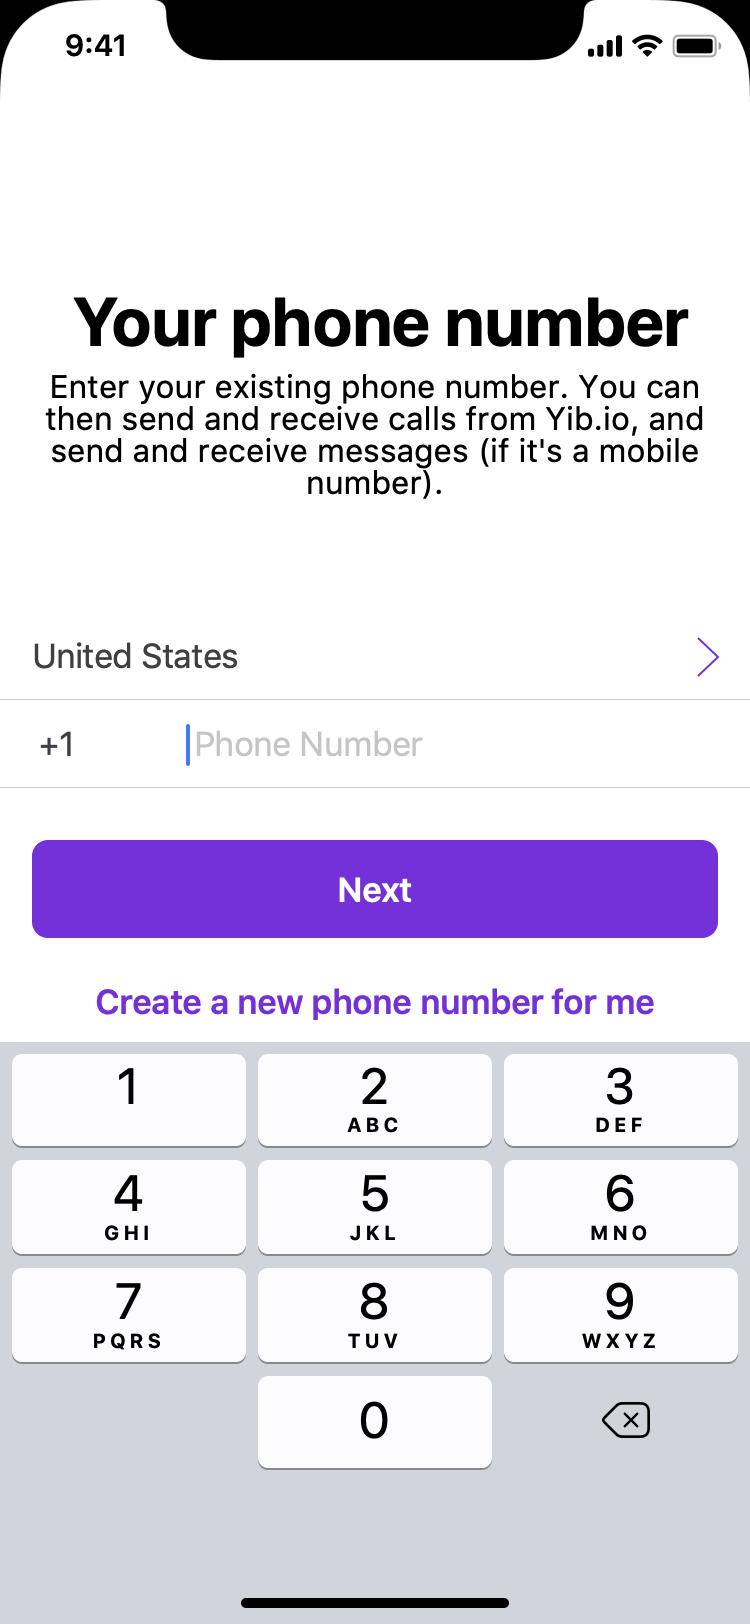 9:41
Your phone number
Enter your existing phone number. You can
then send and receive calls from Yib.io, and
send and receive messages (if it's a mobile
number).
United States
+1 Phone Number
Next
Create a new phone number for me
1 2 3
ABC DEF
4 5 6
GHI JKL MNO
7 8 9
PQRS TUV WXYZ
0